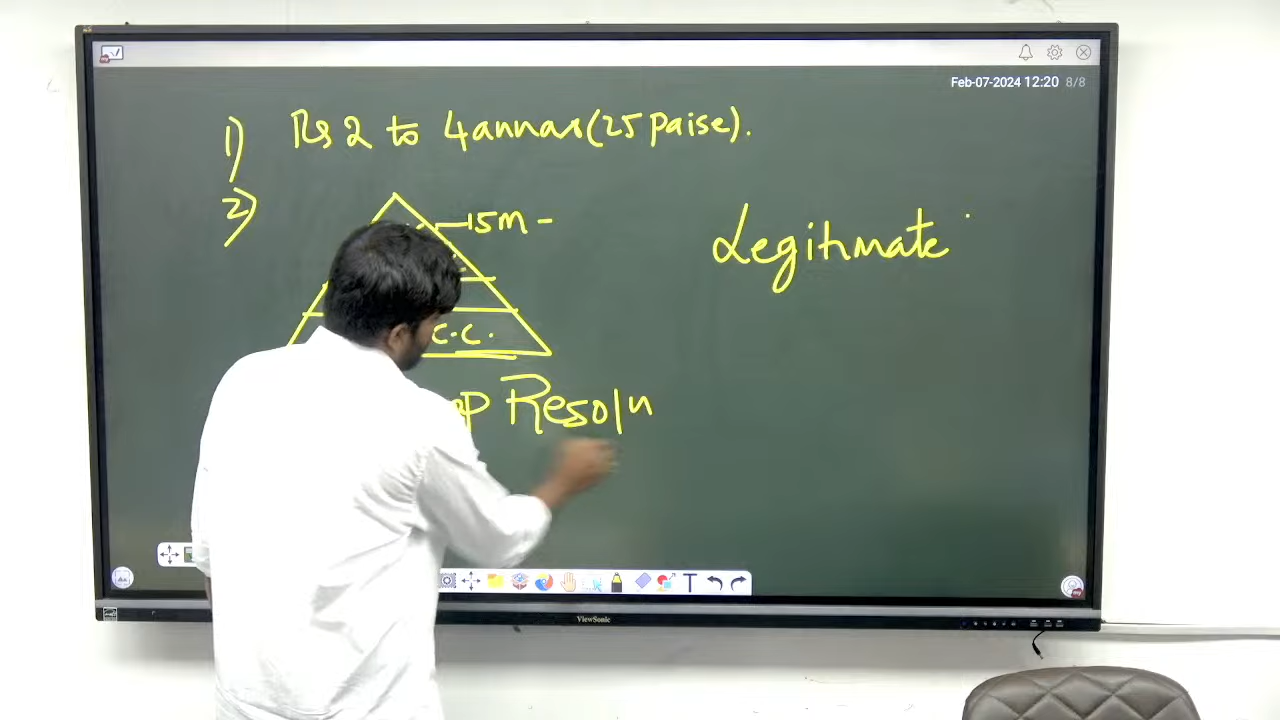 Feb-07-2024 12:20 8/8
1) Rs 2 to 4 annas (25 paise).
2)
15M -
Legitimate
C.C.
Resoln
ViewSonic